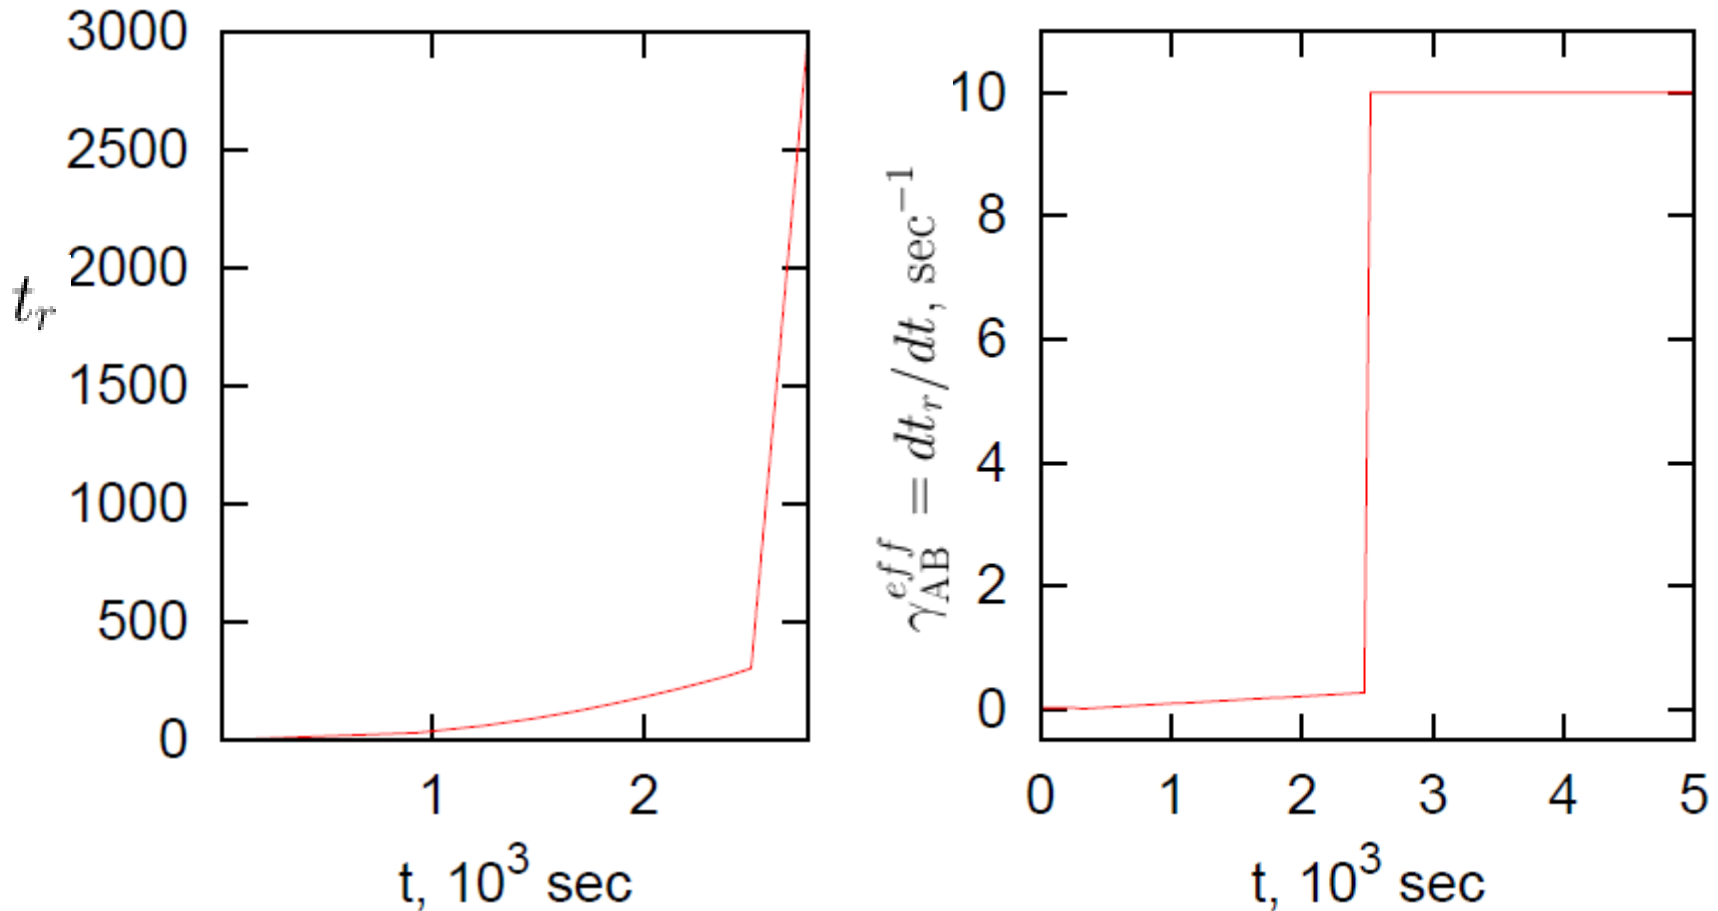 3000
2500
2000
1500
1000
500
0
t_r
1 2
t, 10^3 sec
10
8
6
4
2
0
γ_AB^eff = dt_r/dt, sec^−1
0 1 2 3 4 5
t, 10^3 sec